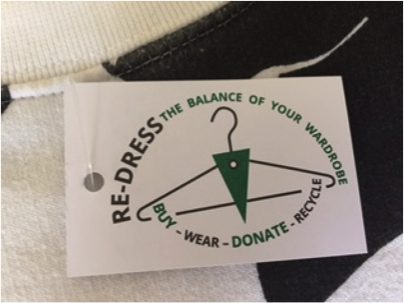 RE-DRESS THE BALANCE OF YOUR WARDROBE
BUY - WEAR - DONATE - RECYCLE